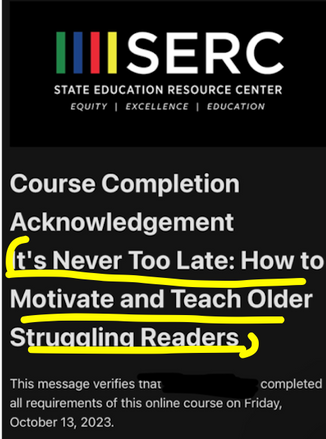 SERC
STATE EDUCATION RESOURCE CENTER
EQUITY | EXCELLENCE | EDUCATION
Course Completion
Acknowledgement
It's Never Too Late: How to
Motivate and Teach Older
Struggling Readers
This message verifies that completed
all requirements of this online course on Friday,
October 13, 2023.